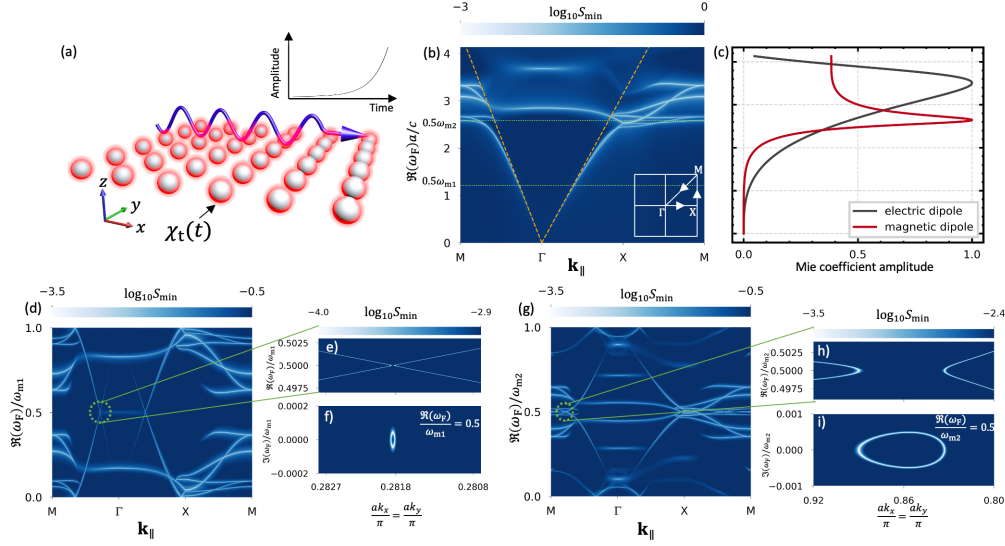 (a)
Amplitude
Time
z
y
x
χt(t)
log10Smin
−3
0
(b)
ℜ(ωF)a/c
4
3
0.5ωm2
2
0.5ωm1
1
0
M
Γ
X
M
k∥
M
Γ
X
(c)
electric dipole
magnetic dipole
0.0
0.5
1.0
Mie coefficient amplitude
(d)
log10Smin
−3.5
−0.5
ℜ(ωF)/ωm1
1.0
0.5
0.0
M
Γ
X
M
k∥
log10Smin
−4.0
−2.9
e)
ℜ(ωF)/ωm1
0.5025
0.5000
0.4975
f)
ℜ(ωF)/ωm1 = 0.5
ℑ(ωF)/ωm1
0.0002
0.0000
−0.0002
0.2827
0.2818
0.2808
akx/π = aky/π
(g)
log10Smin
−3.5
−0.5
ℜ(ωF)/ωm2
1.0
0.5
0.0
M
Γ
X
M
k∥
log10Smin
−3.5
−2.4
h)
ℜ(ωF)/ωm2
0.5025
0.5000
0.4975
i)
ℜ(ωF)/ωm2 = 0.5
ℑ(ωF)/ωm2
0.001
0.000
−0.001
0.92
0.86
0.80
akx/π = aky/π